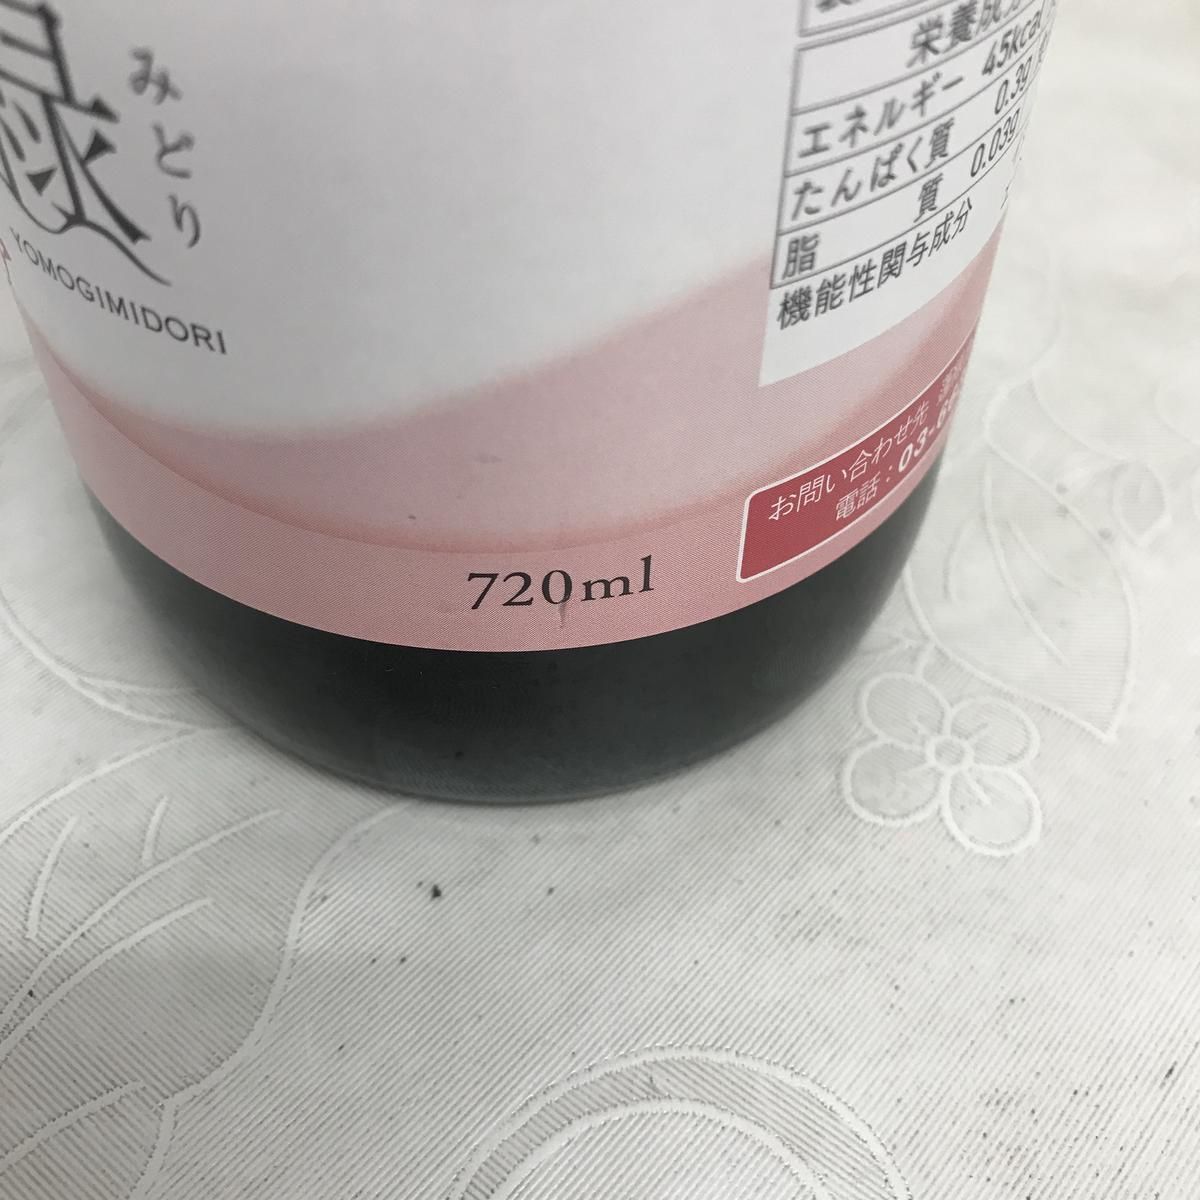 緑
みどり
YOMOGIMIDORI
栄養成分
エネルギー 45kcal
たんぱく質 0.3g
脂質 0.03g
機能性関与成分
720ml
お問い合わせ先
電話：03-6